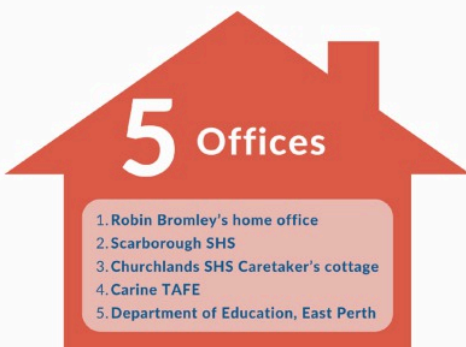 5 Offices
1. Robin Bromley's home office
2. Scarborough SHS
3. Churchlands SHS Caretaker's cottage
4. Carine TAFE
5. Department of Education, East Perth